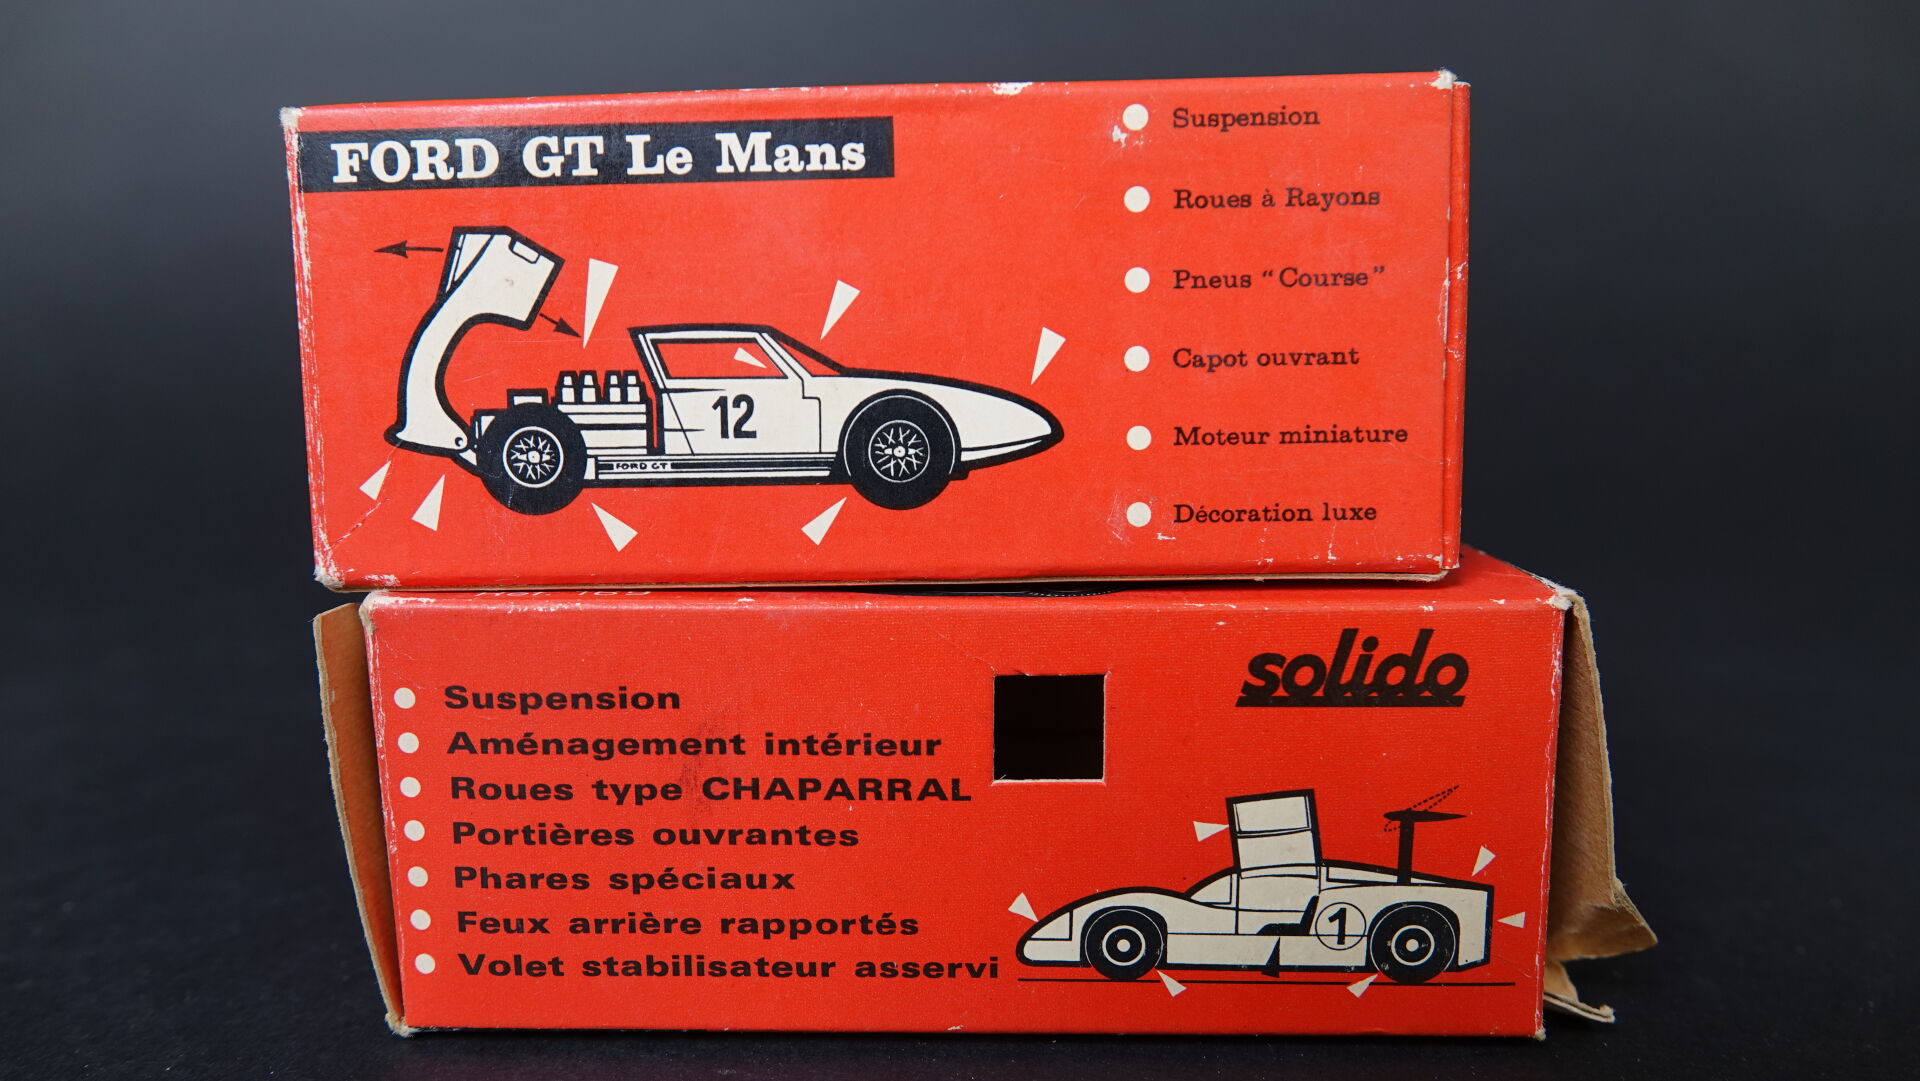 FORD GT Le Mans
Suspension
Roues à Rayons
Pneus "Course"
Capot ouvrant
Moteur miniature
Décoration luxe
12
FORD GT
solido
Suspension
Aménagement intérieur
Roues type CHAPARRAL
Portières ouvrantes
Phares spéciaux
Feux arrière rapportés
Volet stabilisateur asservi
1